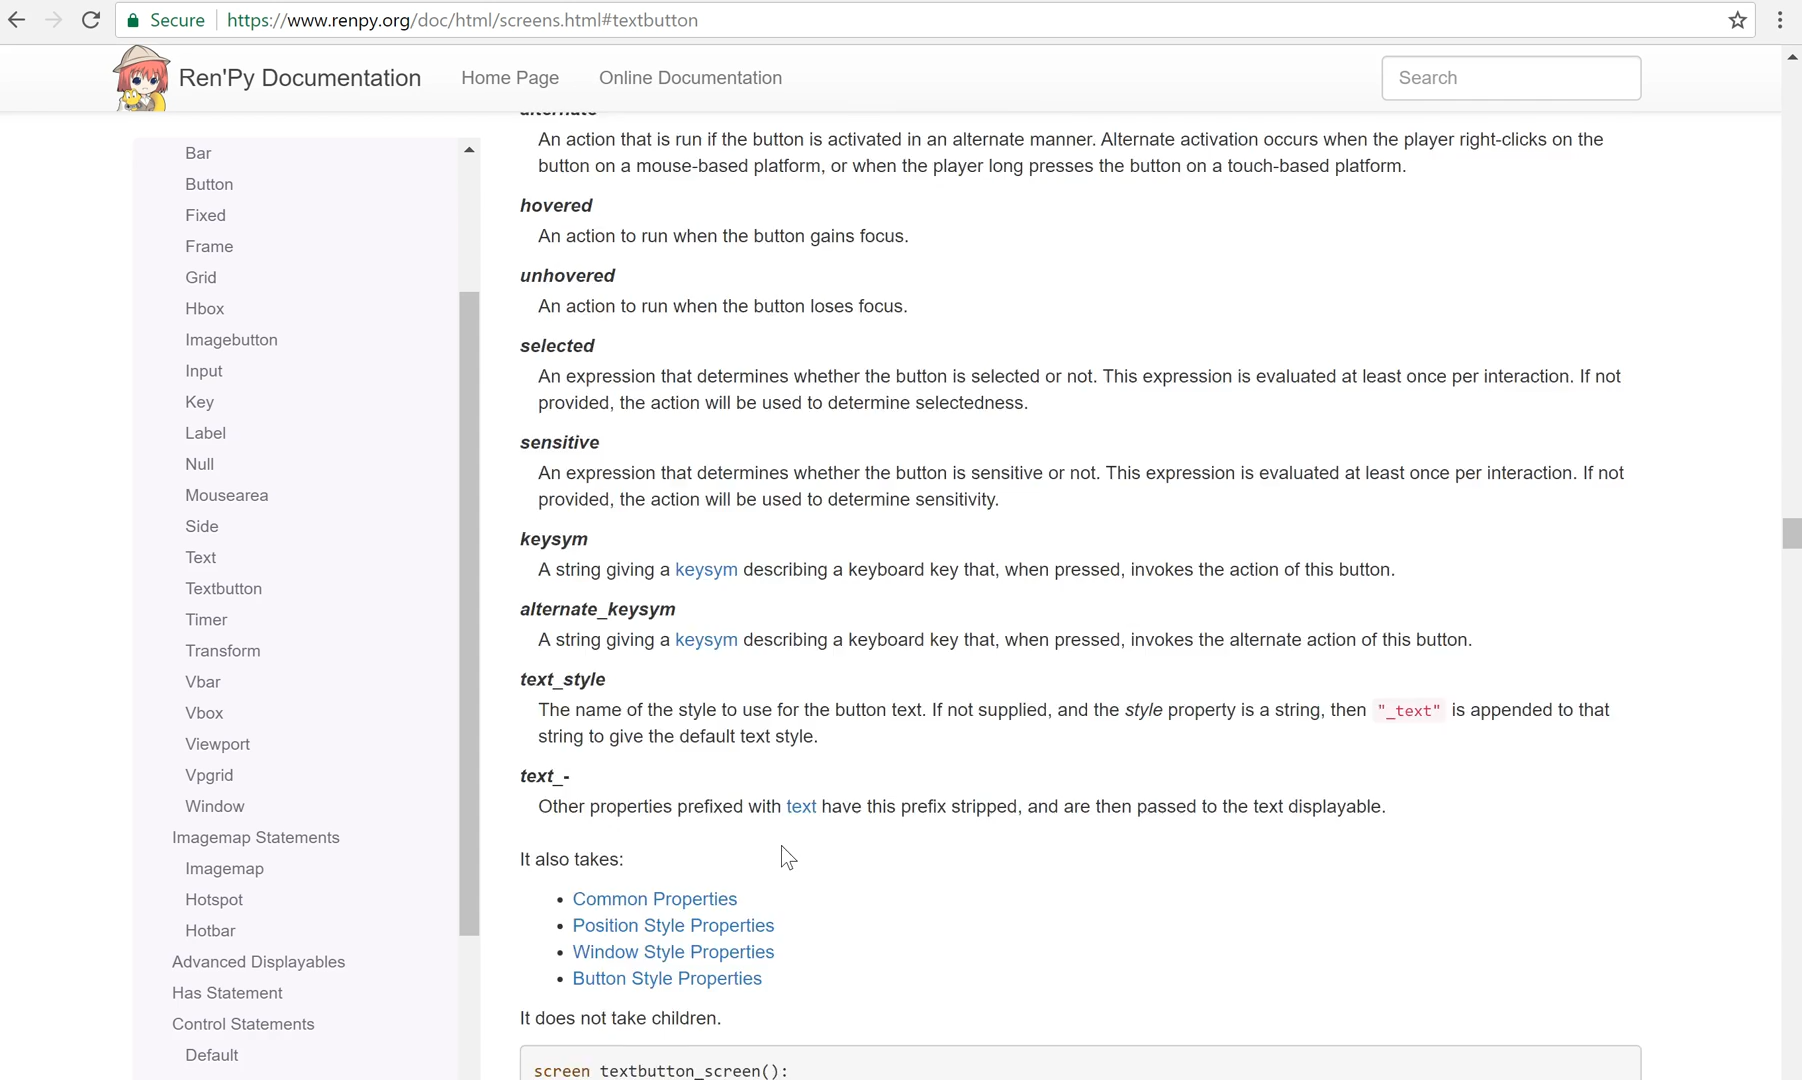 Secure https://www.renpy.org/doc/html/screens.html#textbutton
Ren'Py Documentation Home Page Online Documentation Search
Bar
Button
Fixed
Frame
Grid
Hbox
Imagebutton
Input
Key
Label
Null
Mousearea
Side
Text
Textbutton
Timer
Transform
Vbar
Vbox
Viewport
Vpgrid
Window
Imagemap Statements
Imagemap
Hotspot
Hotbar
Advanced Displayables
Has Statement
Control Statements
Default
alternate
An action that is run if the button is activated in an alternate manner. Alternate activation occurs when the player right-clicks on the
button on a mouse-based platform, or when the player long presses the button on a touch-based platform.
hovered
An action to run when the button gains focus.
unhovered
An action to run when the button loses focus.
selected
An expression that determines whether the button is selected or not. This expression is evaluated at least once per interaction. If not
provided, the action will be used to determine selectedness.
sensitive
An expression that determines whether the button is sensitive or not. This expression is evaluated at least once per interaction. If not
provided, the action will be used to determine sensitivity.
keysym
A string giving a keysym describing a keyboard key that, when pressed, invokes the action of this button.
alternate_keysym
A string giving a keysym describing a keyboard key that, when pressed, invokes the alternate action of this button.
text_style
The name of the style to use for the button text. If not supplied, and the style property is a string, then "_text" is appended to that
string to give the default text style.
text_-
Other properties prefixed with text have this prefix stripped, and are then passed to the text displayable.
It also takes:
• Common Properties
• Position Style Properties
• Window Style Properties
• Button Style Properties
It does not take children.
screen textbutton_screen():